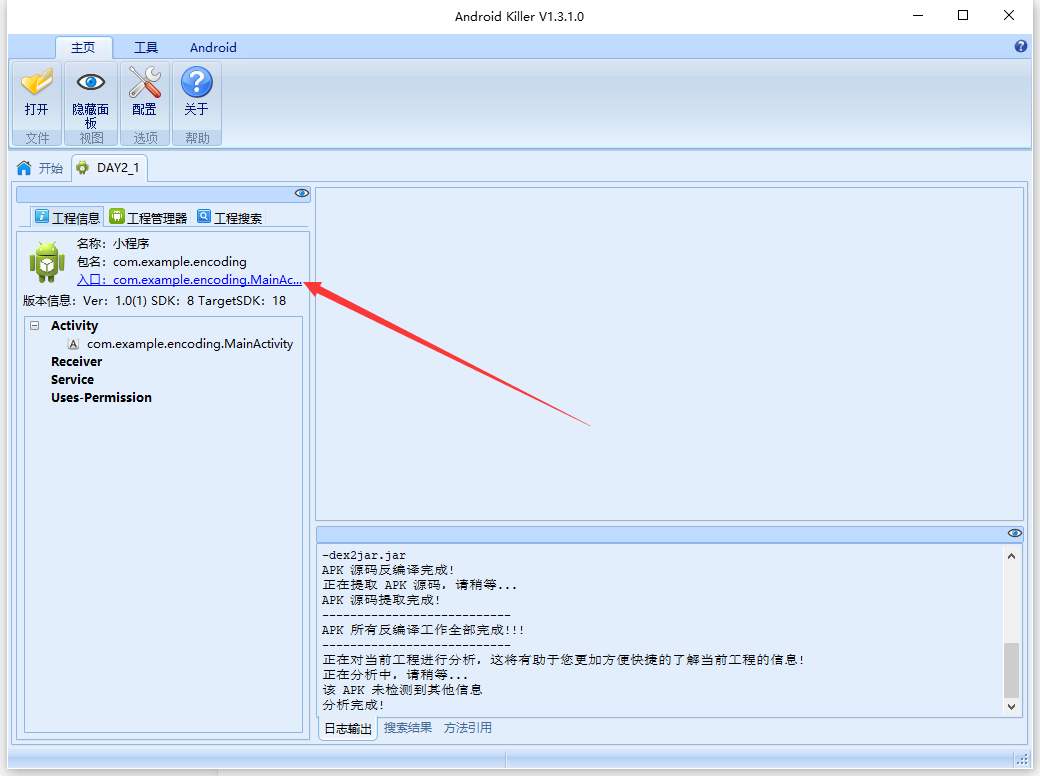 Android Killer V1.3.1.0
主页 工具 Android
打开 隐藏面板 配置 关于
文件 视图 选项 帮助
开始 DAY2_1
工程信息 工程管理器 工程搜索
名称：小程序
包名：com.example.encoding
入口：com.example.encoding.MainAc...
版本信息：Ver：1.0(1) SDK：8 TargetSDK：18
Activity
A com.example.encoding.MainActivity
Receiver
Service
Uses-Permission
-dex2jar.jar
APK 源码反编译完成!
正在提取 APK 源码，请稍等...
APK 源码提取完成!
---------------------------
APK 所有反编译工作全部完成!!!
---------------------------
正在对当前工程进行分析，这将有助于您更加方便快捷的了解当前工程的信息!
正在分析中，请稍等...
该 APK 未检测到其他信息
分析完成!
日志输出 搜索结果 方法引用